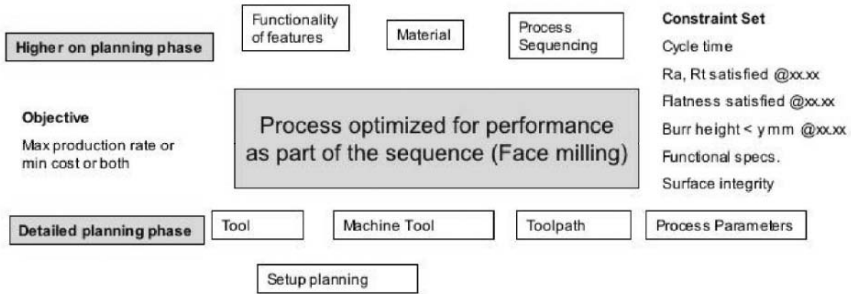 Functionality
of features
Material
Process
Sequencing
Higher on planning phase
Constraint Set
Cycle time
Ra, Rt satisfied @xx.xx
Flatness satisfied @xx.xx
Burr height < y mm @xx.xx
Functional specs.
Surface integrity
Objective
Max production rate or
min cost or both
Process optimized for performance
as part of the sequence (Face milling)
Detailed planning phase
Tool
Machine Tool
Toolpath
Process Parameters
Setup planning